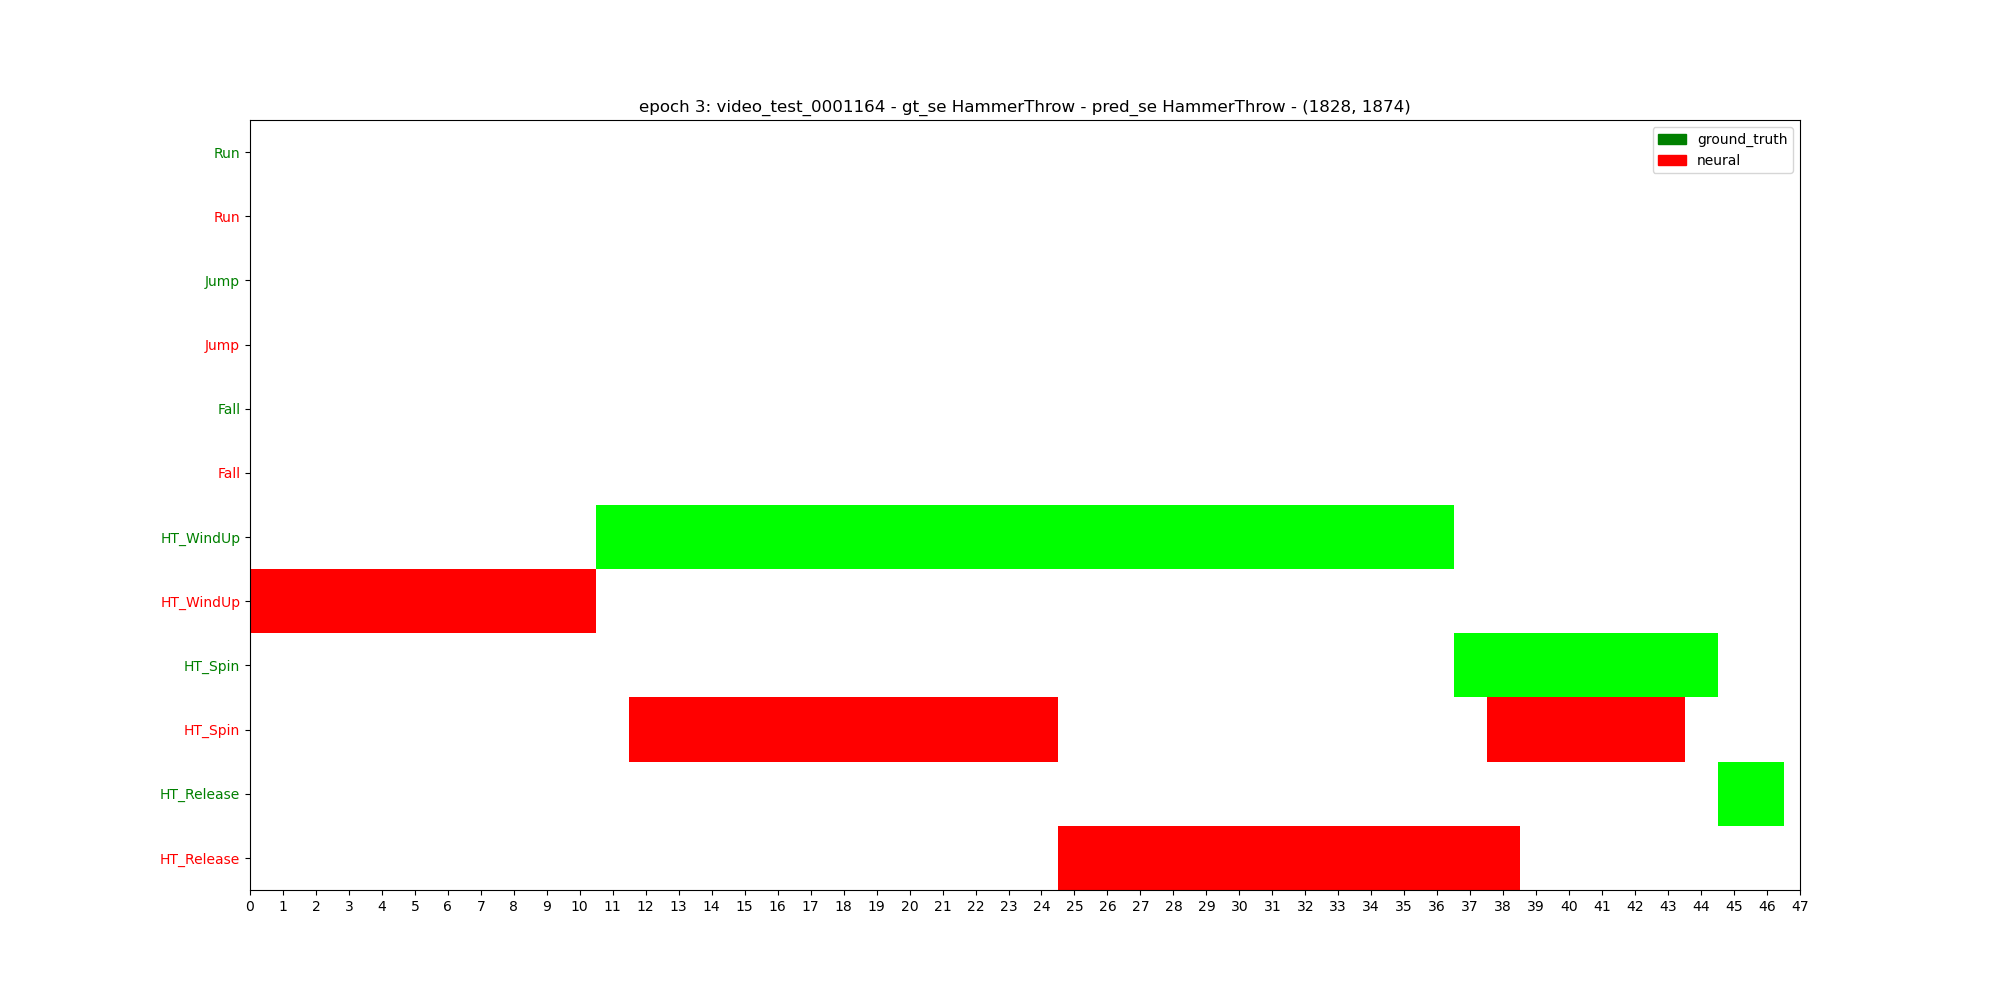 epoch 3: video_test_0001164 - gt_se HammerThrow - pred_se HammerThrow - (1828, 1874)
ground_truth
neural
Run
Run
Jump
Jump
Fall
Fall
HT_WindUp
HT_WindUp
HT_Spin
HT_Spin
HT_Release
HT_Release
0 1 2 3 4 5 6 7 8 9 10 11 12 13 14 15 16 17 18 19 20 21 22 23 24 25 26 27 28 29 30 31 32 33 34 35 36 37 38 39 40 41 42 43 44 45 46 47